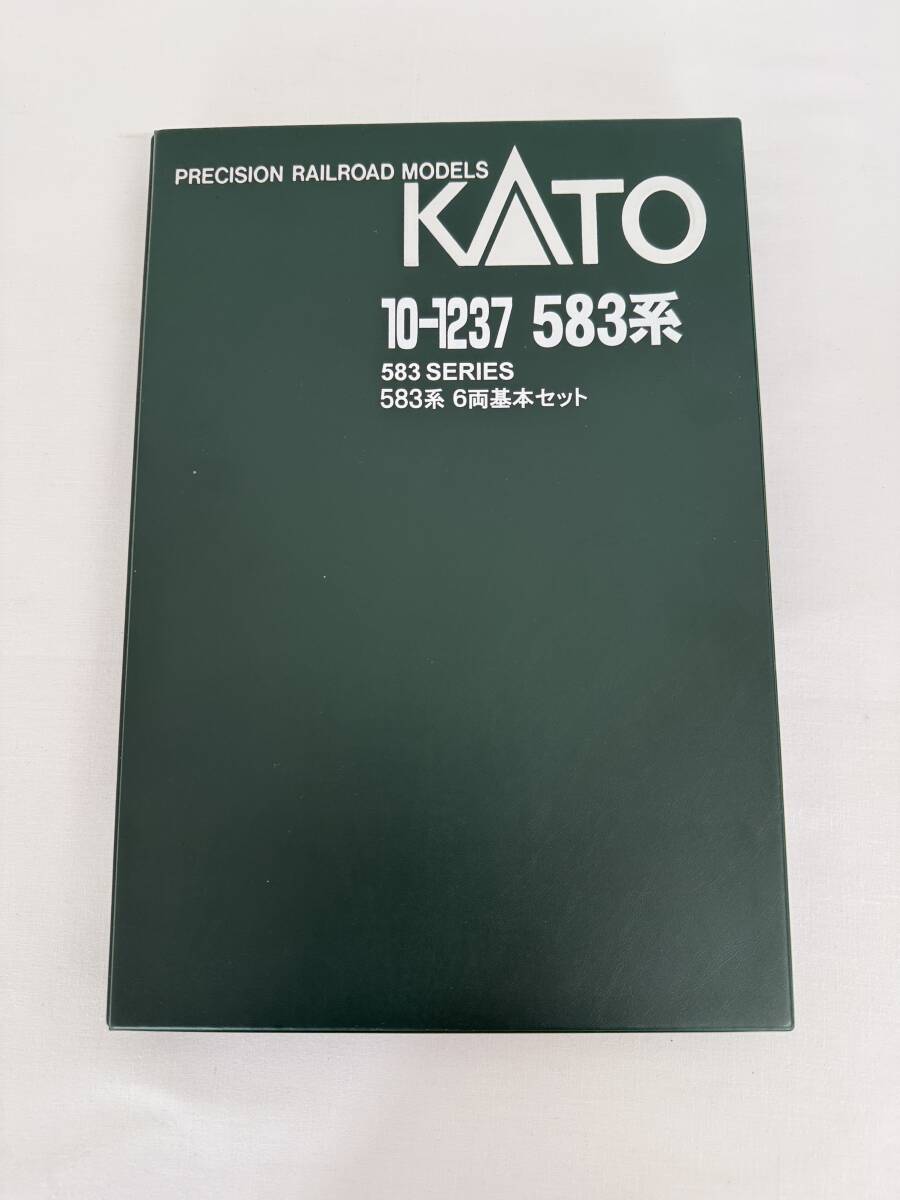 PRECISION RAILROAD MODELS
KATO
10-1237 583系
583 SERIES
583系 6両基本セット